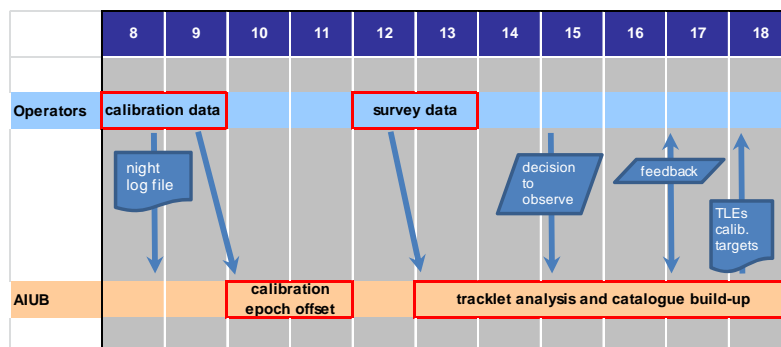 8 9 10 11 12 13 14 15 16 17 18
Operators calibration data survey data
night
log file
decision
to
observe
feedback
TLEs
calib.
targets
AIUB
calibration
epoch offset
tracklet analysis and catalogue build-up